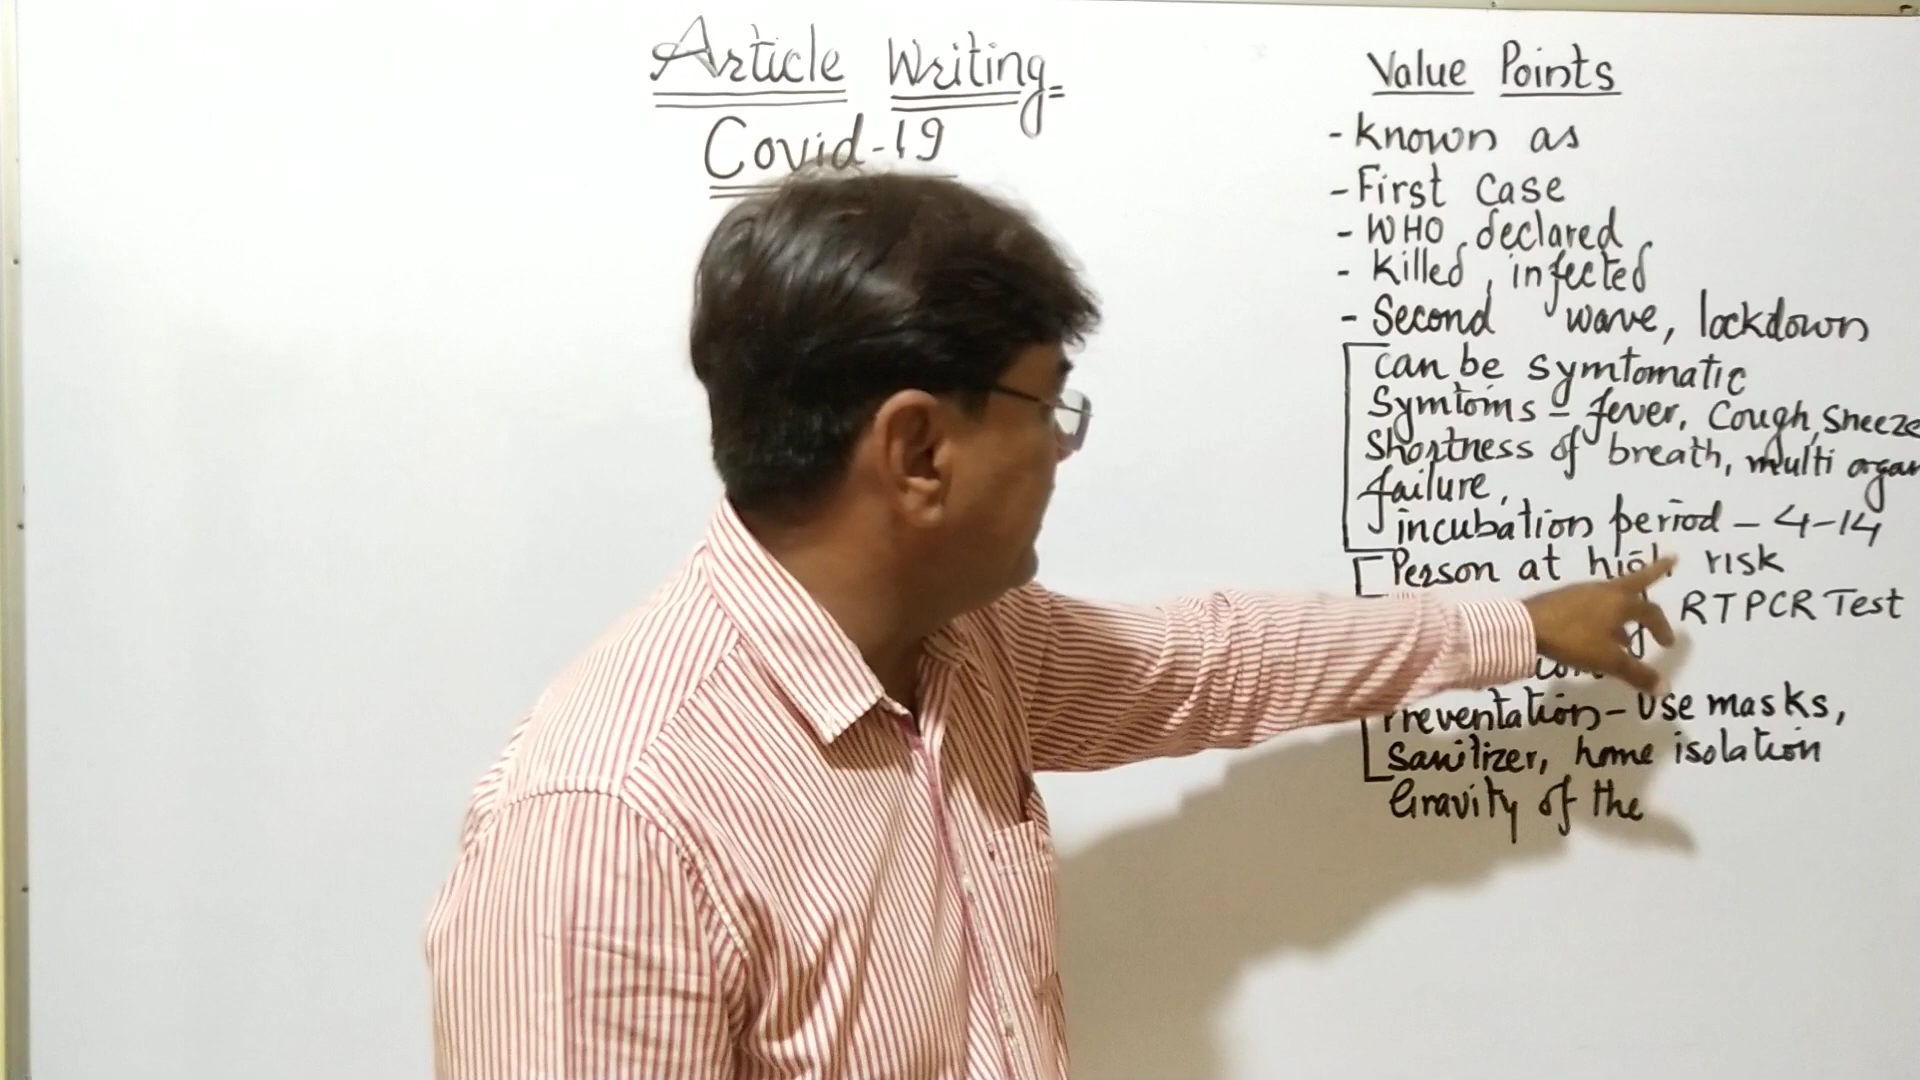 Article Writing
Covid-19
Value Points
- Known as
- First Case
- WHO declared
- Killed, infected
- Second wave, lockdown
can be symtomatic
Symtoms - fever, Cough, Sneeze
Shortness of breath, multi organ
failure,
incubation period - 4-14
Person at high risk
RTPCR Test
Preventation - Use masks,
Sanitizer, home isolation
Gravity of the